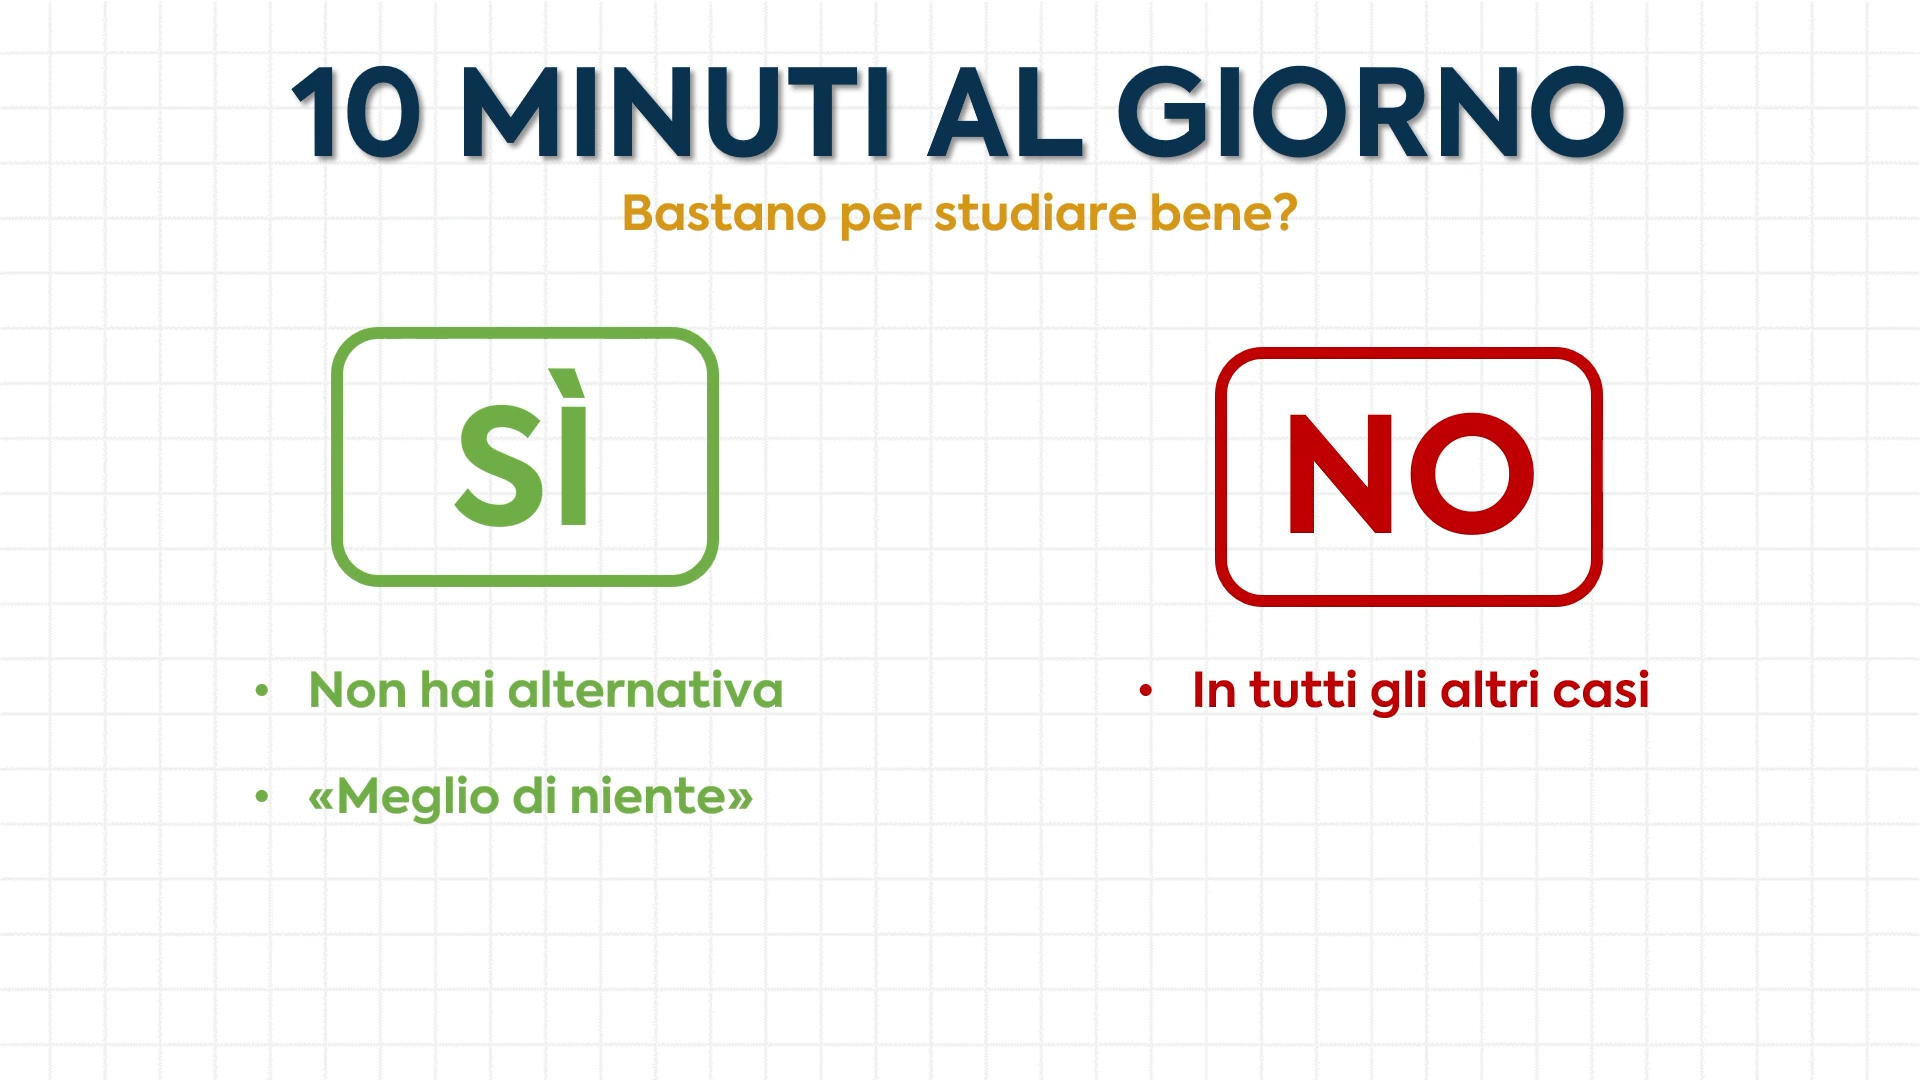 10 MINUTI AL GIORNO
Bastano per studiare bene?
SÌ
• Non hai alternativa
• «Meglio di niente»
NO
• In tutti gli altri casi